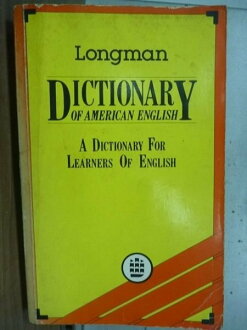 Longman
DICTIONARY
OF AMERICAN ENGLISH
A DICTIONARY FOR
LEARNERS OF ENGLISH